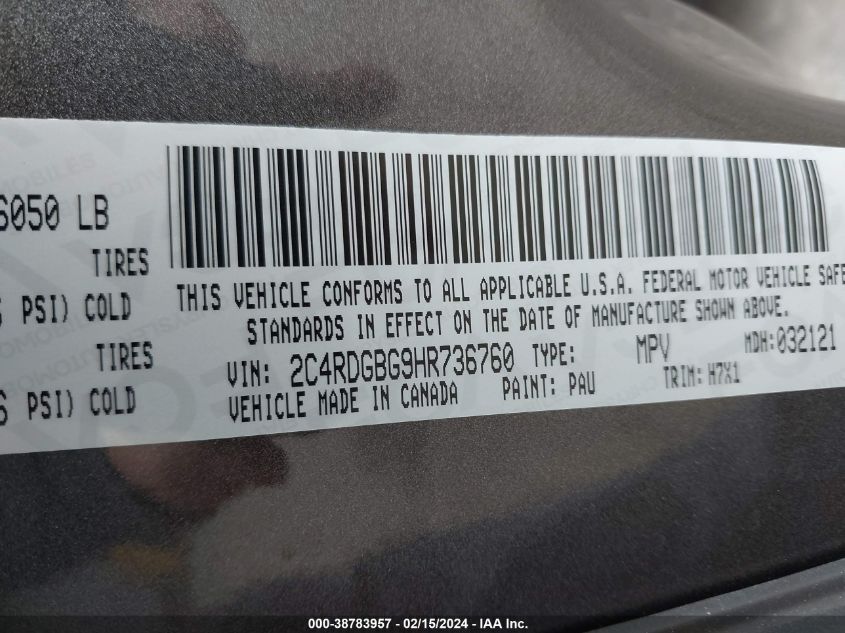 6050 LB
TIRES
PSI) COLD
TIRES
PSI) COLD
THIS VEHICLE CONFORMS TO ALL APPLICABLE U.S.A. FEDERAL MOTOR VEHICLE SAFE
STANDARDS IN EFFECT ON THE DATE OF MANUFACTURE SHOWN ABOVE.
VIN: 2C4RDGBG9HR736760 TYPE: MPV MDH:032121
VEHICLE MADE IN CANADA PAINT: PAU TRIM: H7X1
000-38783957 - 02/15/2024 - IAA Inc.